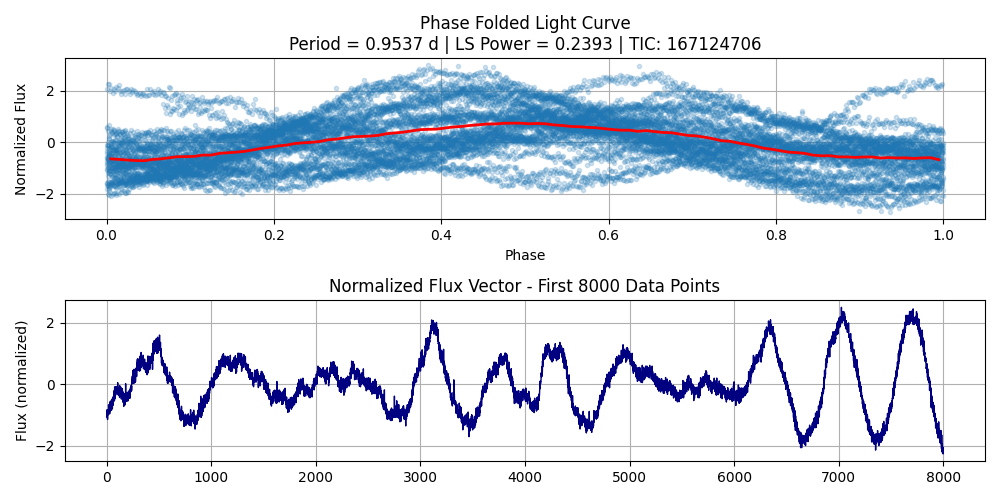 Phase Folded Light Curve
Period = 0.9537 d | LS Power = 0.2393 | TIC: 167124706
Normalized Flux
2
0
−2
0.0 0.2 0.4 0.6 0.8 1.0
Phase
Normalized Flux Vector - First 8000 Data Points
Flux (normalized)
2
0
−2
0 1000 2000 3000 4000 5000 6000 7000 8000